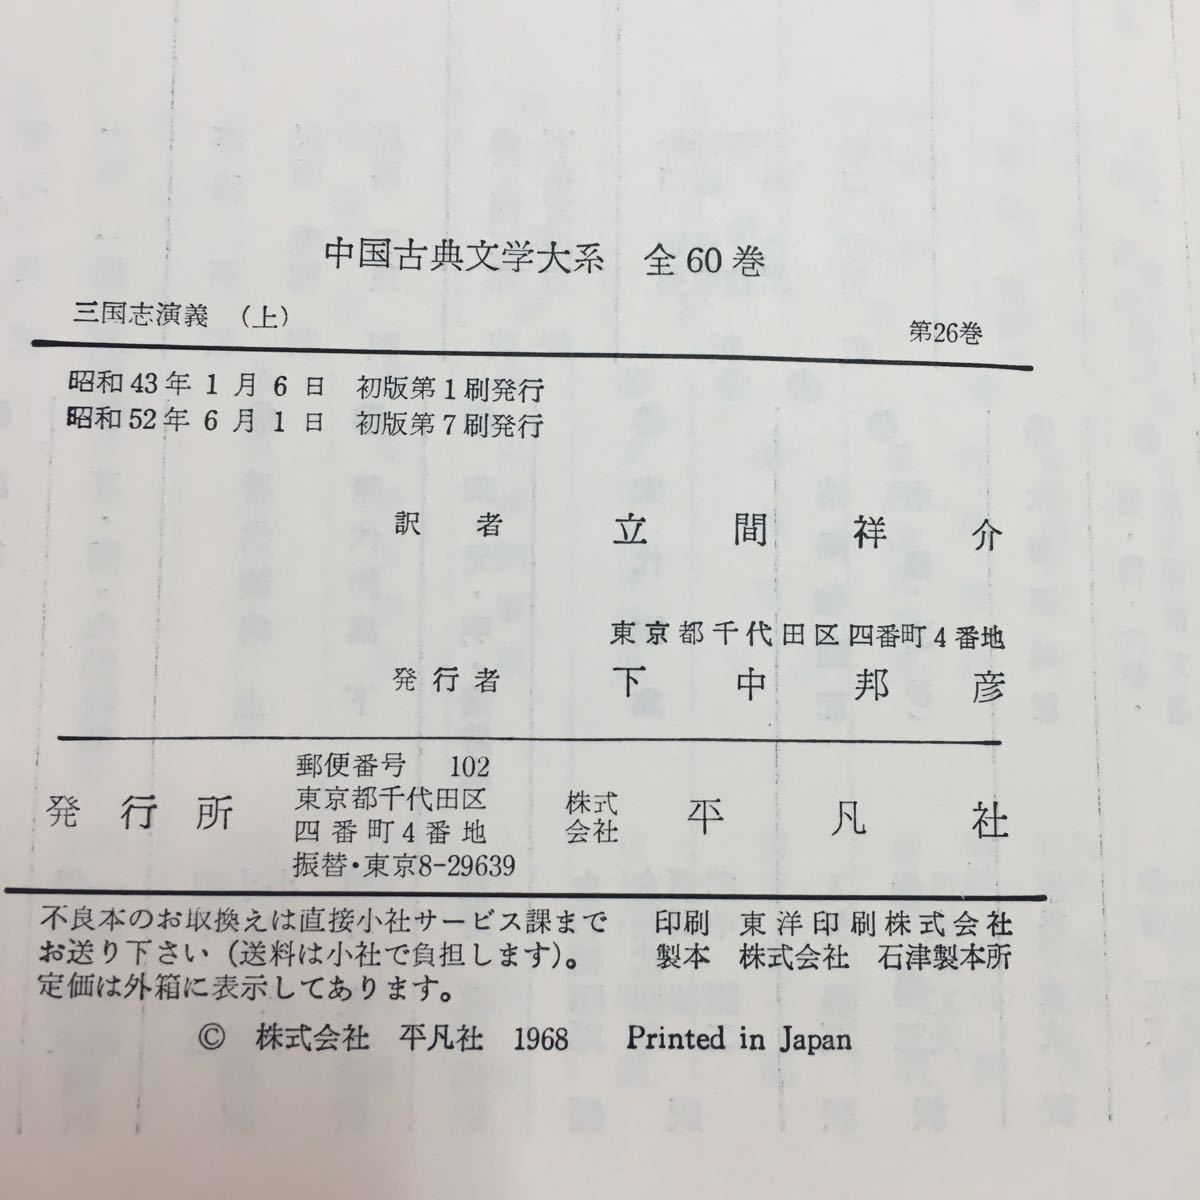 中国古典文学大系　全60巻
三国志演義　（上）　第26巻
昭和43年1月6日　初版第1刷発行
昭和52年6月1日　初版第7刷発行
訳者　立間祥介
東京都千代田区四番町4番地
発行者　下中邦彦
郵便番号　102
東京都千代田区
四番町4番地
振替・東京8-29639
発行所　株式会社　平凡社
不良本のお取換えは直接小社サービス課まで
お送り下さい（送料は小社で負担します）。
定価は外箱に表示してあります。
印刷　東洋印刷株式会社
製本　株式会社　石津製本所
© 株式会社　平凡社　1968　Printed in Japan